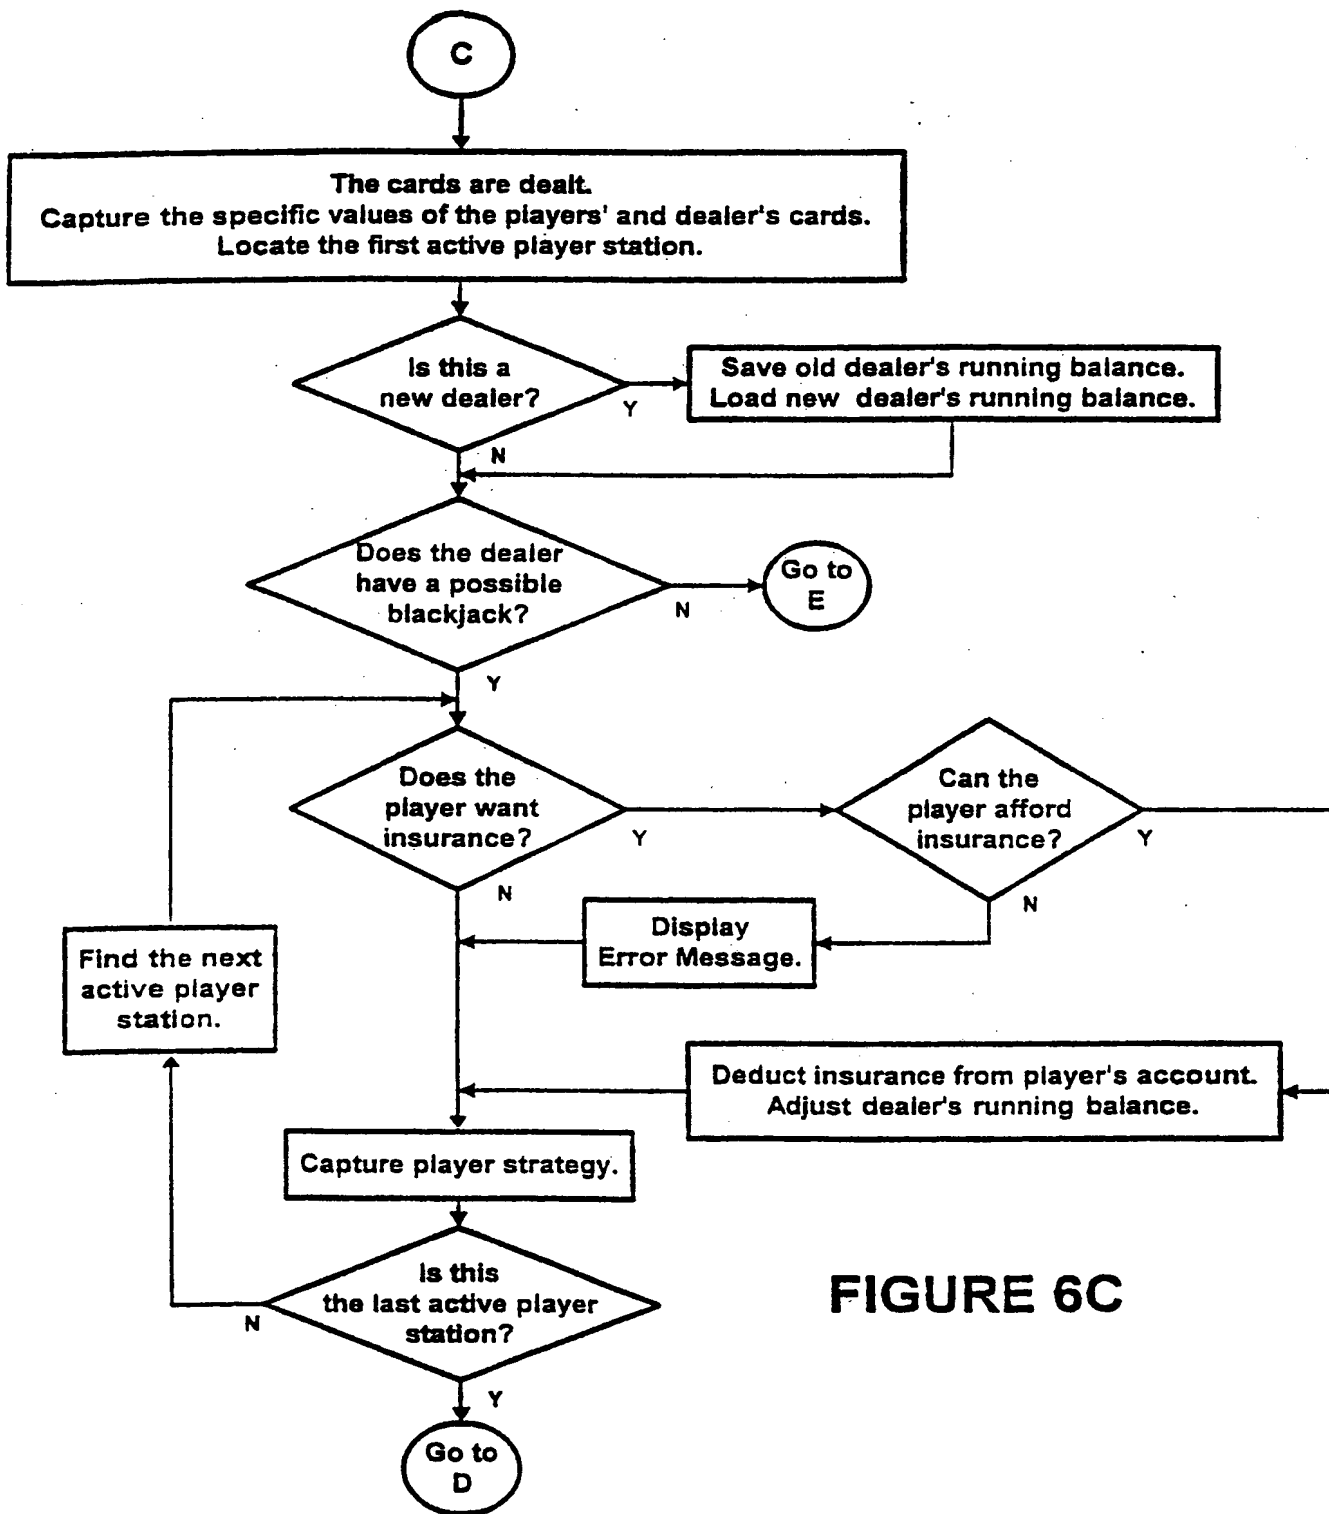 C
The cards are dealt.
Capture the specific values of the players' and dealer's cards.
Locate the first active player station.
Is this a
new dealer?
Y
Save old dealer's running balance.
Load new dealer's running balance.
N
Does the dealer
have a possible
blackjack?
N
Go to
E
Y
Does the
player want
insurance?
Y
Can the
player afford
insurance?
Y
N
N
Display
Error Message.
Find the next
active player
station.
Deduct insurance from player's account.
Adjust dealer's running balance.
Capture player strategy.
Is this
the last active player
station?
N
Y
Go to
D
FIGURE 6C